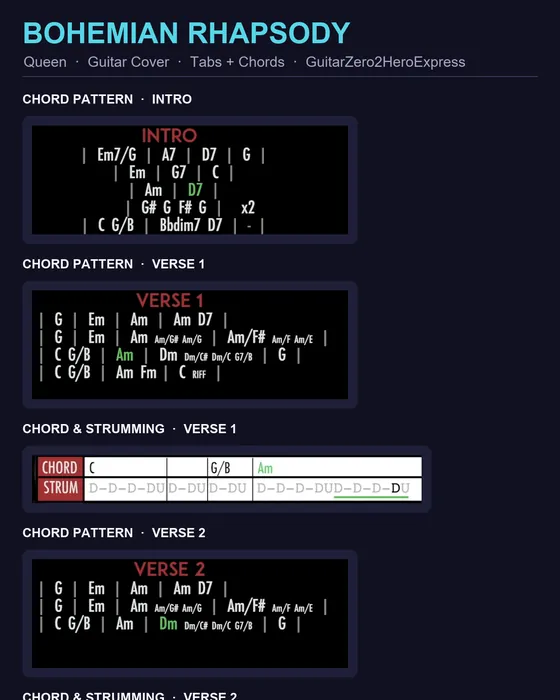 BOHEMIAN RHAPSODY
Queen · Guitar Cover · Tabs + Chords · GuitarZero2HeroExpress
CHORD PATTERN · INTRO
INTRO
| Em7/G | A7 | D7 | G |
| Em | G7 | C |
| Am | D7 |
| G# G F# G | x2
| C G/B | Bbdim7 D7 | - |
CHORD PATTERN · VERSE 1
VERSE 1
| G | Em | Am | Am D7 |
| G | Em | Am Am/G# Am/G | Am/F# Am/F Am/E |
| C G/B | Am | Dm Dm/C# Dm/C G7/B | G |
| C G/B | Am Fm | C RIFF |
CHORD & STRUMMING · VERSE 1
CHORD C G/B Am
STRUM D-D-D-DU D-DU D-DU D-D-D-DU D-D-D-DU
CHORD PATTERN · VERSE 2
VERSE 2
| G | Em | Am | Am D7 |
| G | Em | Am Am/G# Am/G | Am/F# Am/F Am/E |
| C G/B | Am | Dm Dm/C# Dm/C G7/B | G |
CHORD & STRUMMING · VERSE 2